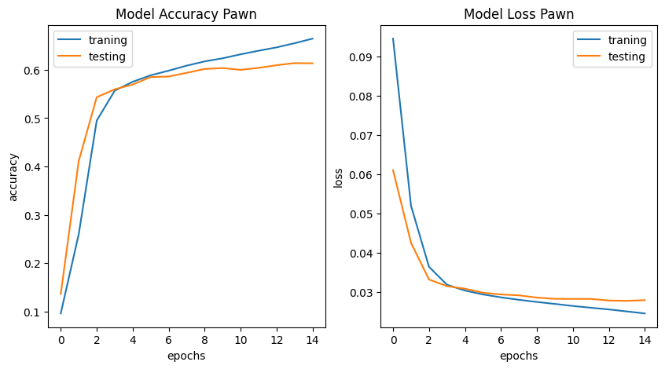 Model Accuracy Pawn
traning
testing
accuracy
0.6
0.5
0.4
0.3
0.2
0.1
0 2 4 6 8 10 12 14
epochs
Model Loss Pawn
traning
testing
loss
0.09
0.08
0.07
0.06
0.05
0.04
0.03
0 2 4 6 8 10 12 14
epochs